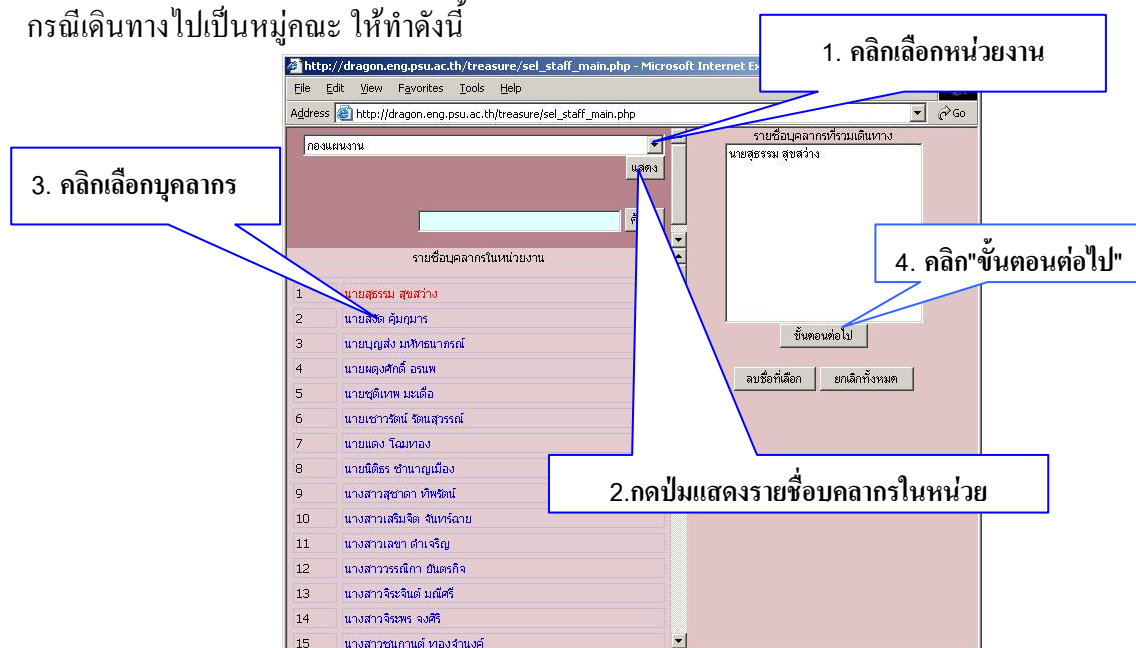 กรณีเดินทางไปเป็นหมู่คณะ ให้ทำดังนี้
1. คลิกเลือกหน่วยงาน
http://dragon.eng.psu.ac.th/treasure/sel_staff_main.php - Microsoft Internet
File Edit View Favorites Tools Help
Address http://dragon.eng.psu.ac.th/treasure/sel_staff_main.php Go
กองแผนงาน
แสดง
รายชื่อบุคลากรที่รวมเดินทาง
นายสุธรรม สุขสว่าง
3. คลิกเลือกบุคลากร
4. คลิก"ขั้นตอนต่อไป"
รายชื่อบุคลากรในหน่วยงาน
ขั้นตอนต่อไป
ลบชื่อที่เลือก ยกเลิกทั้งหมด
1 นายสุธรรม สุขสว่าง
2 นายสงัด คุ้มกุมาร
3 นายบุญส่ง มหัทธนาภรณ์
4 นายผดุงศักดิ์ อรนพ
5 นายชุติเทพ มะเดื่อ
6 นายเชาวรัตน์ รัตนสุวรรณ์
7 นายแดง โฉมทอง
8 นายนิติธร ชำนาญเมือง
9 นางสาวสุชาดา ทิพรัตน์
10 นางสาวเสริมจิต จันทร์ฉาย
11 นางสาวเลขา ดำเจริญ
12 นางสาววรรณิกา ยันตรกิจ
13 นางสาวจิระจินต์ มณีศรี
14 นางสาวจิระพร จงศิริ
15 นางสาวชนกานต์ ทองจำนงค์
2.กดปุ่มแสดงรายชื่อบคลากรในหน่วย